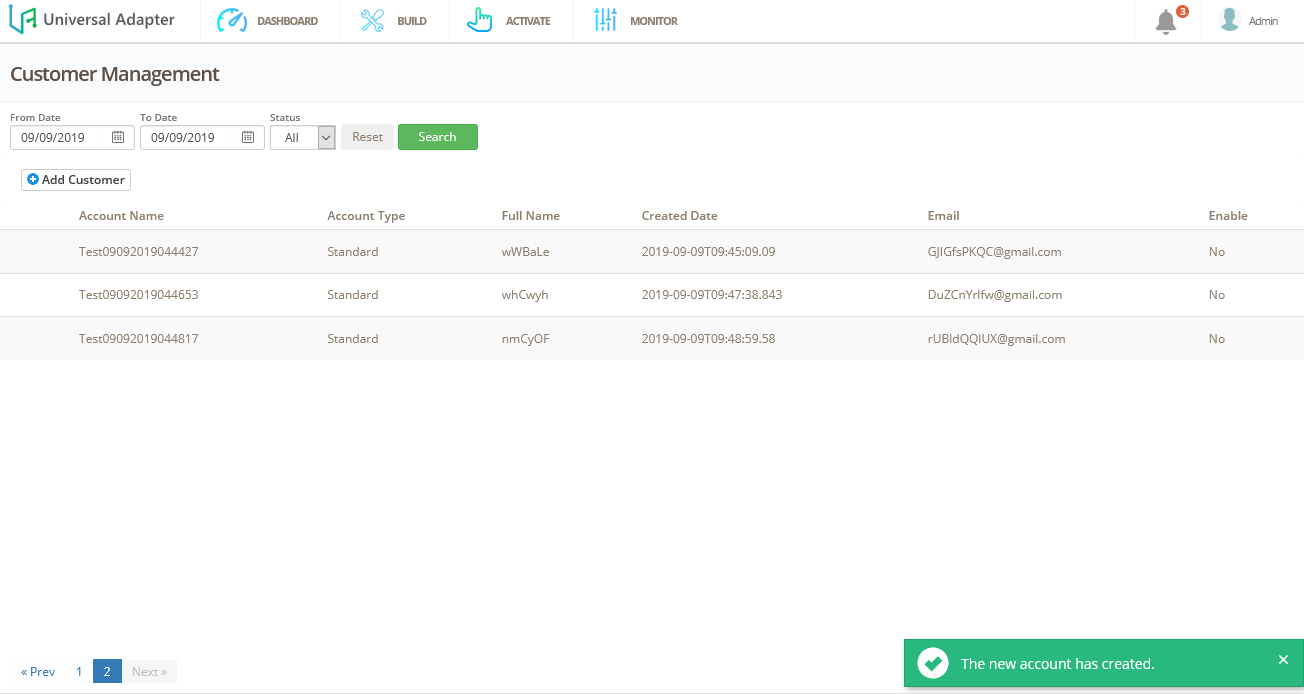 Universal Adapter DASHBOARD BUILD ACTIVATE MONITOR 3 Admin
Customer Management
From Date To Date Status
09/09/2019 09/09/2019 All Reset Search
Add Customer
Account Name Account Type Full Name Created Date Email Enable
Test09092019044427 Standard wWBaLe 2019-09-09T09:45:09.09 GJIGfsPKQC@gmail.com No
Test09092019044653 Standard whCwyh 2019-09-09T09:47:38.843 DuZCnYrlfw@gmail.com No
Test09092019044817 Standard nmCyOF 2019-09-09T09:48:59.58 rUBldQQIUX@gmail.com No
« Prev 1 2 Next »
The new account has created.